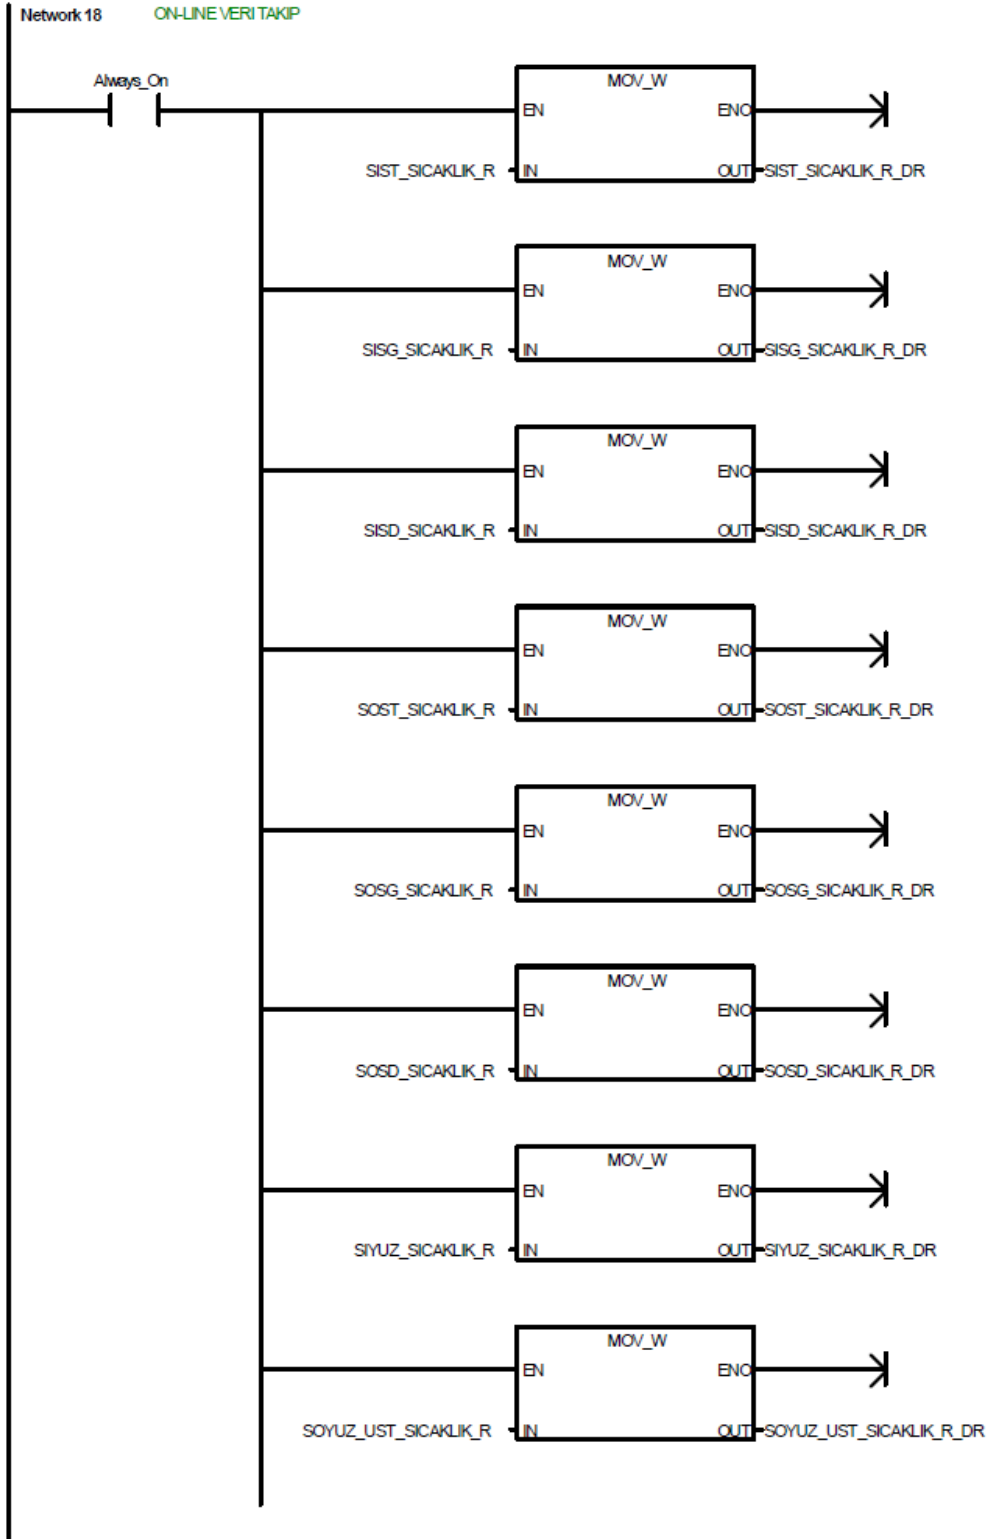 Network 18 ON-LINE VERI TAKIP
Always_On
MOV_W
EN ENO
SIST_SICAKLIK_R IN OUT SIST_SICAKLIK_R_DR
MOV_W
EN ENO
SISG_SICAKLIK_R IN OUT SISG_SICAKLIK_R_DR
MOV_W
EN ENO
SISD_SICAKLIK_R IN OUT SISD_SICAKLIK_R_DR
MOV_W
EN ENO
SOST_SICAKLIK_R IN OUT SOST_SICAKLIK_R_DR
MOV_W
EN ENO
SOSG_SICAKLIK_R IN OUT SOSG_SICAKLIK_R_DR
MOV_W
EN ENO
SOSD_SICAKLIK_R IN OUT SOSD_SICAKLIK_R_DR
MOV_W
EN ENO
SIYUZ_SICAKLIK_R IN OUT SIYUZ_SICAKLIK_R_DR
MOV_W
EN ENO
SOYUZ_UST_SICAKLIK_R IN OUT SOYUZ_UST_SICAKLIK_R_DR